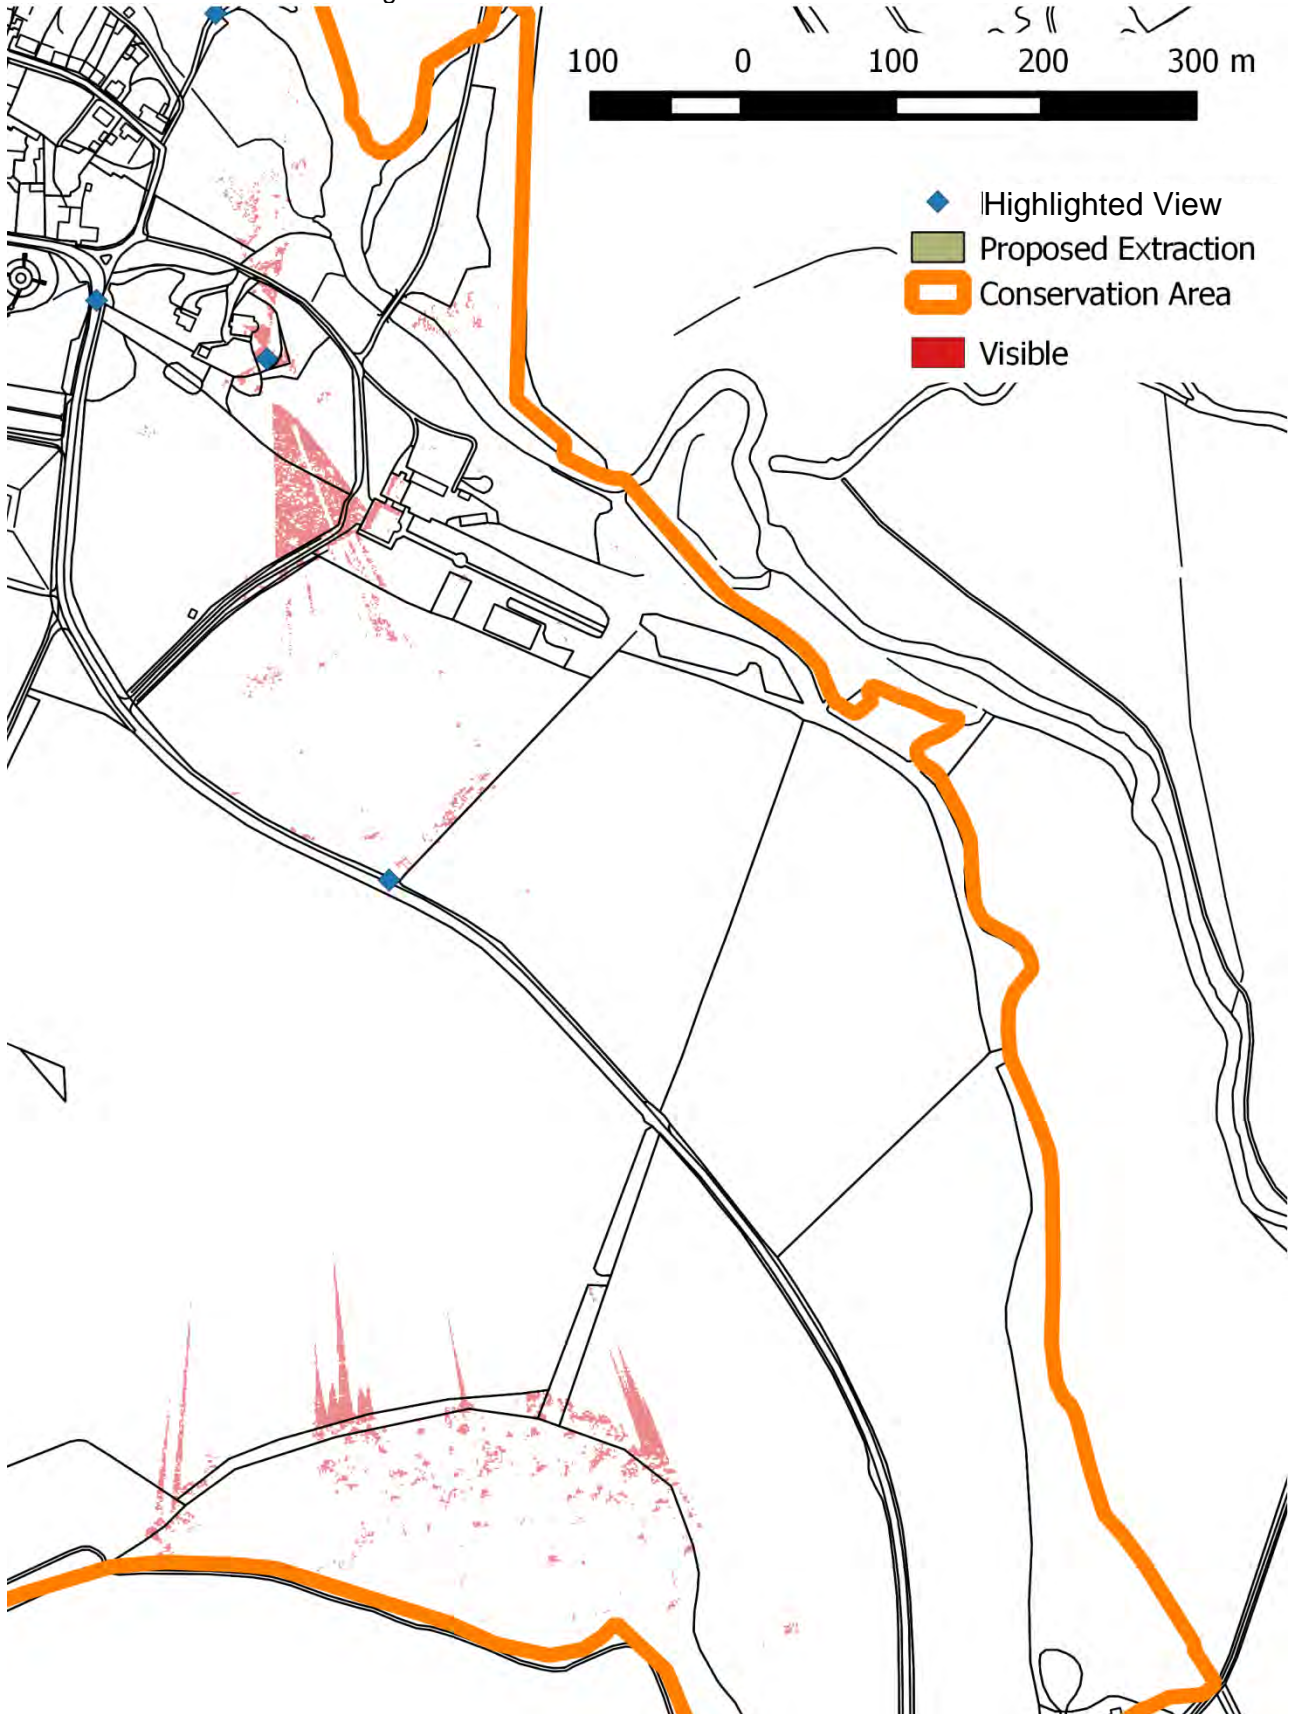 100 0 100 200 300 m
Highlighted View
Proposed Extraction
Conservation Area
Visible